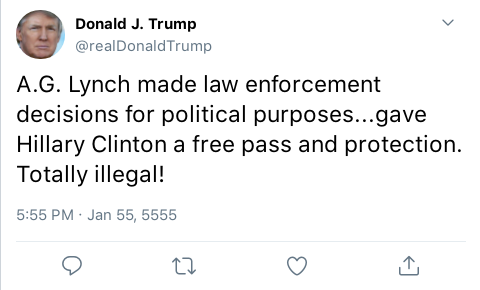 Donald J. Trump
@realDonaldTrump
A.G. Lynch made law enforcement
decisions for political purposes...gave
Hillary Clinton a free pass and protection.
Totally illegal!
5:55 PM · Jan 55, 5555